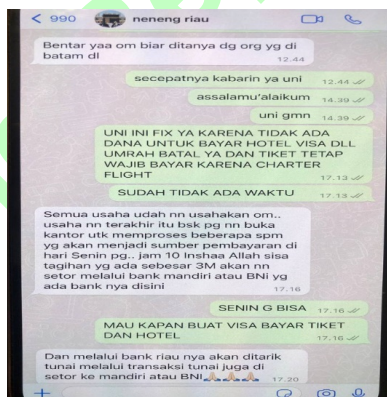 990
neneng riau
Bentar yaa om biar ditanya dg org yg di
batam dl
12.44
secepatnya kabarin ya uni
12.44
assalamu'alaikum
14.39
uni gmn
14.39
UNI INI FIX YA KARENA TIDAK ADA
DANA UNTUK BAYAR HOTEL VISA DLL
UMRAH BATAL YA DAN TIKET TETAP
WAJIB BAYAR KARENA CHARTER
FLIGHT
17.13
SUDAH TIDAK ADA WAKTU
17.13
Semua usaha udah nn usahakan om..
usaha nn terakhir itu bsk pg nn buka
kantor utk memproses beberapa spm
yg akan menjadi sumber pembayaran di
hari Senin pg.. jam 10 Inshaa Allah sisa
tagihan yg ada sebesar 3M akan nn
setor melalui bank mandiri atau BNi yg
ada bank nya disini
17.16
SENIN G BISA
17.16
MAU KAPAN BUAT VISA BAYAR TIKET
DAN HOTEL
17.16
Dan melalui bank riau nya akan ditarik
tunai melalui transaksi tunai juga di
setor ke mandiri atau BNI🙏🙏🙏🙏
17.20